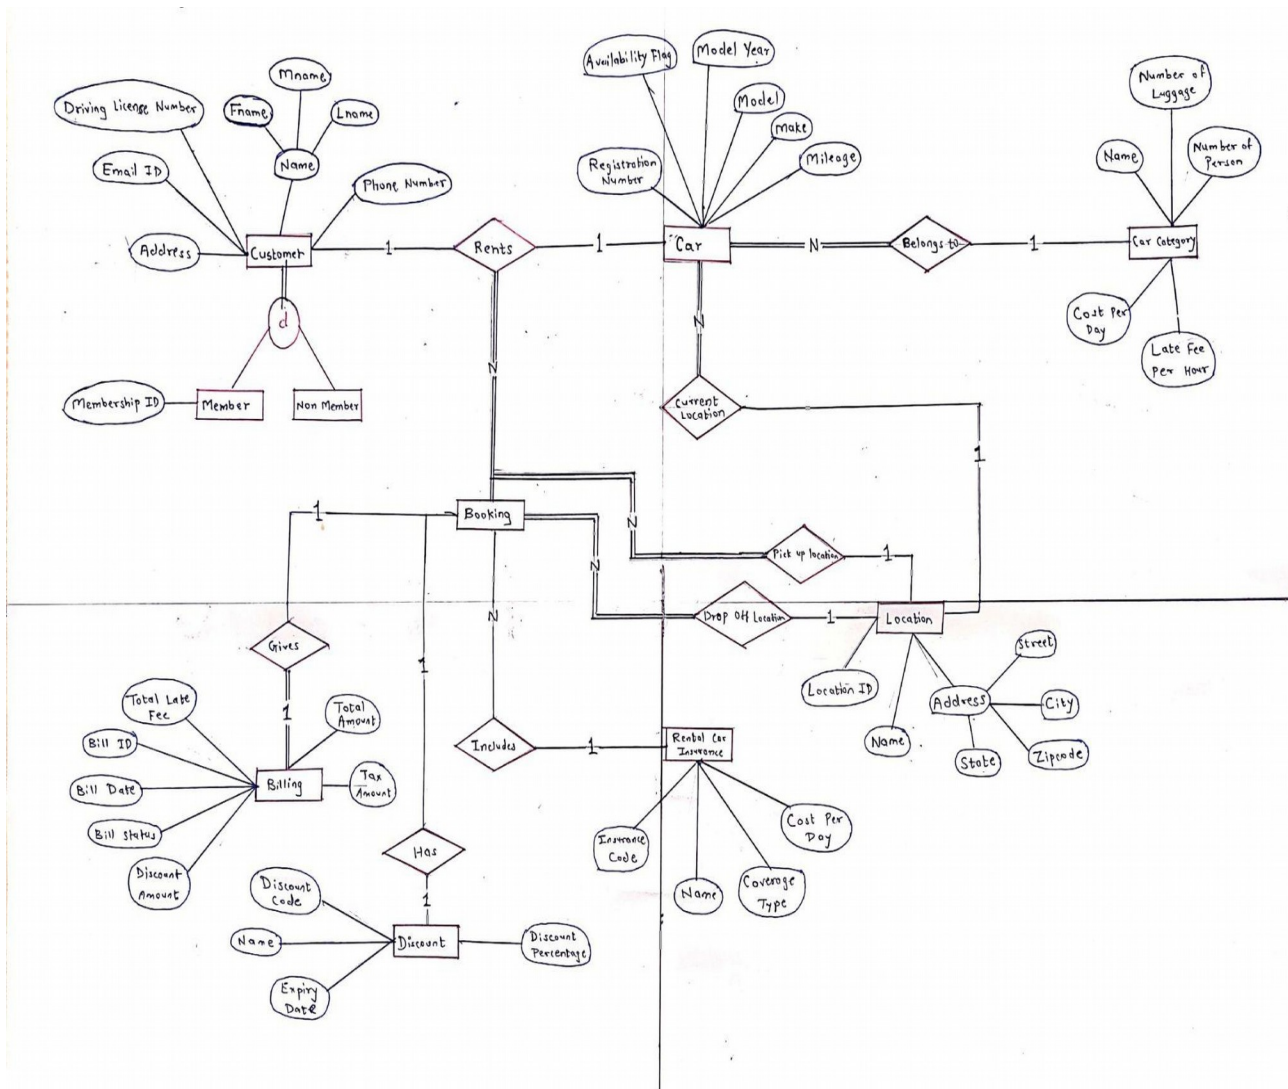 Availability Flag
Model Year
Mname
Number of
Luggage
Driving License Number
Fname
Lname
Model
Make
Email ID
Name
Phone Number
Registration
Number
Mileage
Name
Number of
Person
Address
Customer
1
Rents
1
Car
N
Belongs to
1
Car Category
d
N
N
Cost Per
Day
Late Fee
Per Hour
Membership ID
Member
Non Member
Current
Location
1
1
Booking
N
Pick up location
1
N
Drop Off Location
1
Location
N
Gives
1
1
Street
Location ID
Address
City
Name
State
Zipcode
Total Late
Fee
Total
Amount
Includes
1
Rental Car
Insurance
Bill ID
Bill Date
Billing
Tax
Amount
Bill Status
Discount
Amount
Has
Insurance
Code
Cost Per
Day
Name
Coverage
Type
1
Discount
Code
Name
Discount
Discount
Percentage
Expiry
Date